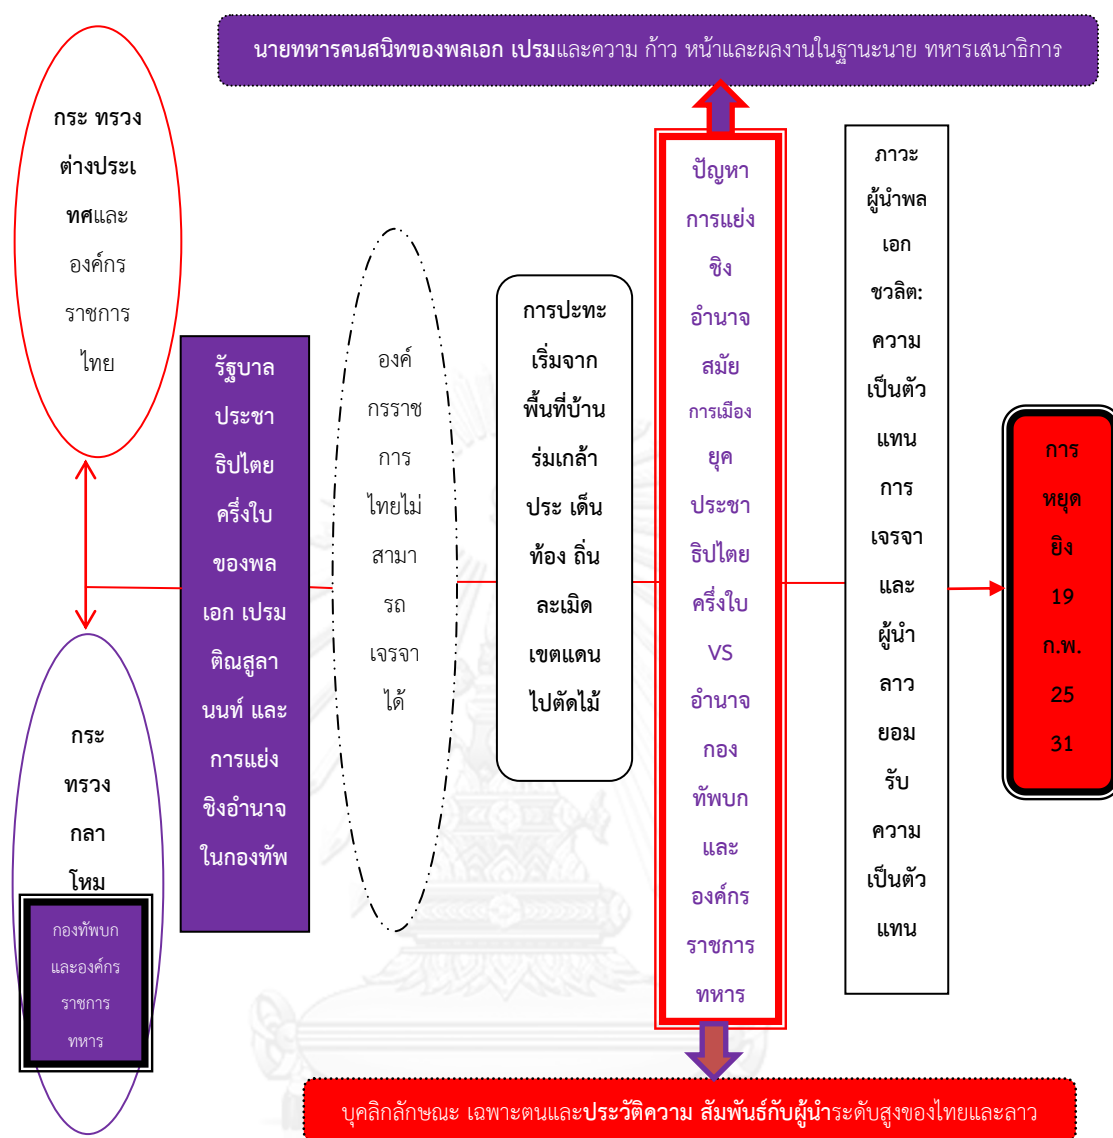 นายทหารคนสนิทของพลเอก เปรมและความ ก้าว หน้าและผลงานในฐานะนาย ทหารเสนาธิการ
กระ ทรวง
ต่างประเ
ทศและ
องค์กร
ราชการ
ไทย
กระ
ทรวง
กลา
โหม
กองทัพบก
และองค์กร
ราชการ
ทหาร
รัฐบาล
ประชา
ธิปไตย
ครึ่งใบ
ของพล
เอก เปรม
ติณสูลา
นนท์ และ
การแย่ง
ชิงอำนาจ
ในกองทัพ
องค์
กรราช
การ
ไทยไม่
สามา
รถ
เจรจา
ได้
การปะทะ
เริ่มจาก
พื้นที่บ้าน
ร่มเกล้า
ประ เด็น
ท้อง ถิ่น
ละเมิด
เขตแดน
ไปตัดไม้
ปัญหา
การแย่ง
ชิง
อำนาจ
สมัย
การเมือง
ยุค
ประชา
ธิปไตย
ครึ่งใบ
VS
อำนาจ
กอง
ทัพบก
และ
องค์กร
ราชการ
ทหาร
ภาวะ
ผู้นำพล
เอก
ชวลิต:
ความ
เป็นตัว
แทน
การ
เจรจา
และ
ผู้นำ
ลาว
ยอม
รับ
ความ
เป็นตัว
แทน
การ
หยุด
ยิง
19
ก.พ.
25
31
บุคลิกลักษณะ เฉพาะตนและประวัติความ สัมพันธ์กับผู้นำระดับสูงของไทยและลาว